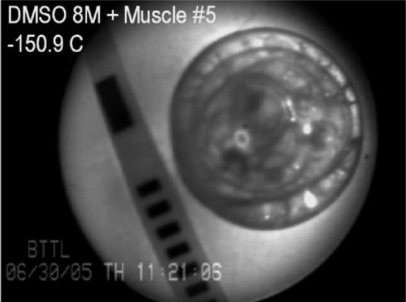 DMSO 8M + Muscle #5
-150.9 C
BTTL
06/30/05 TH 11:21:06